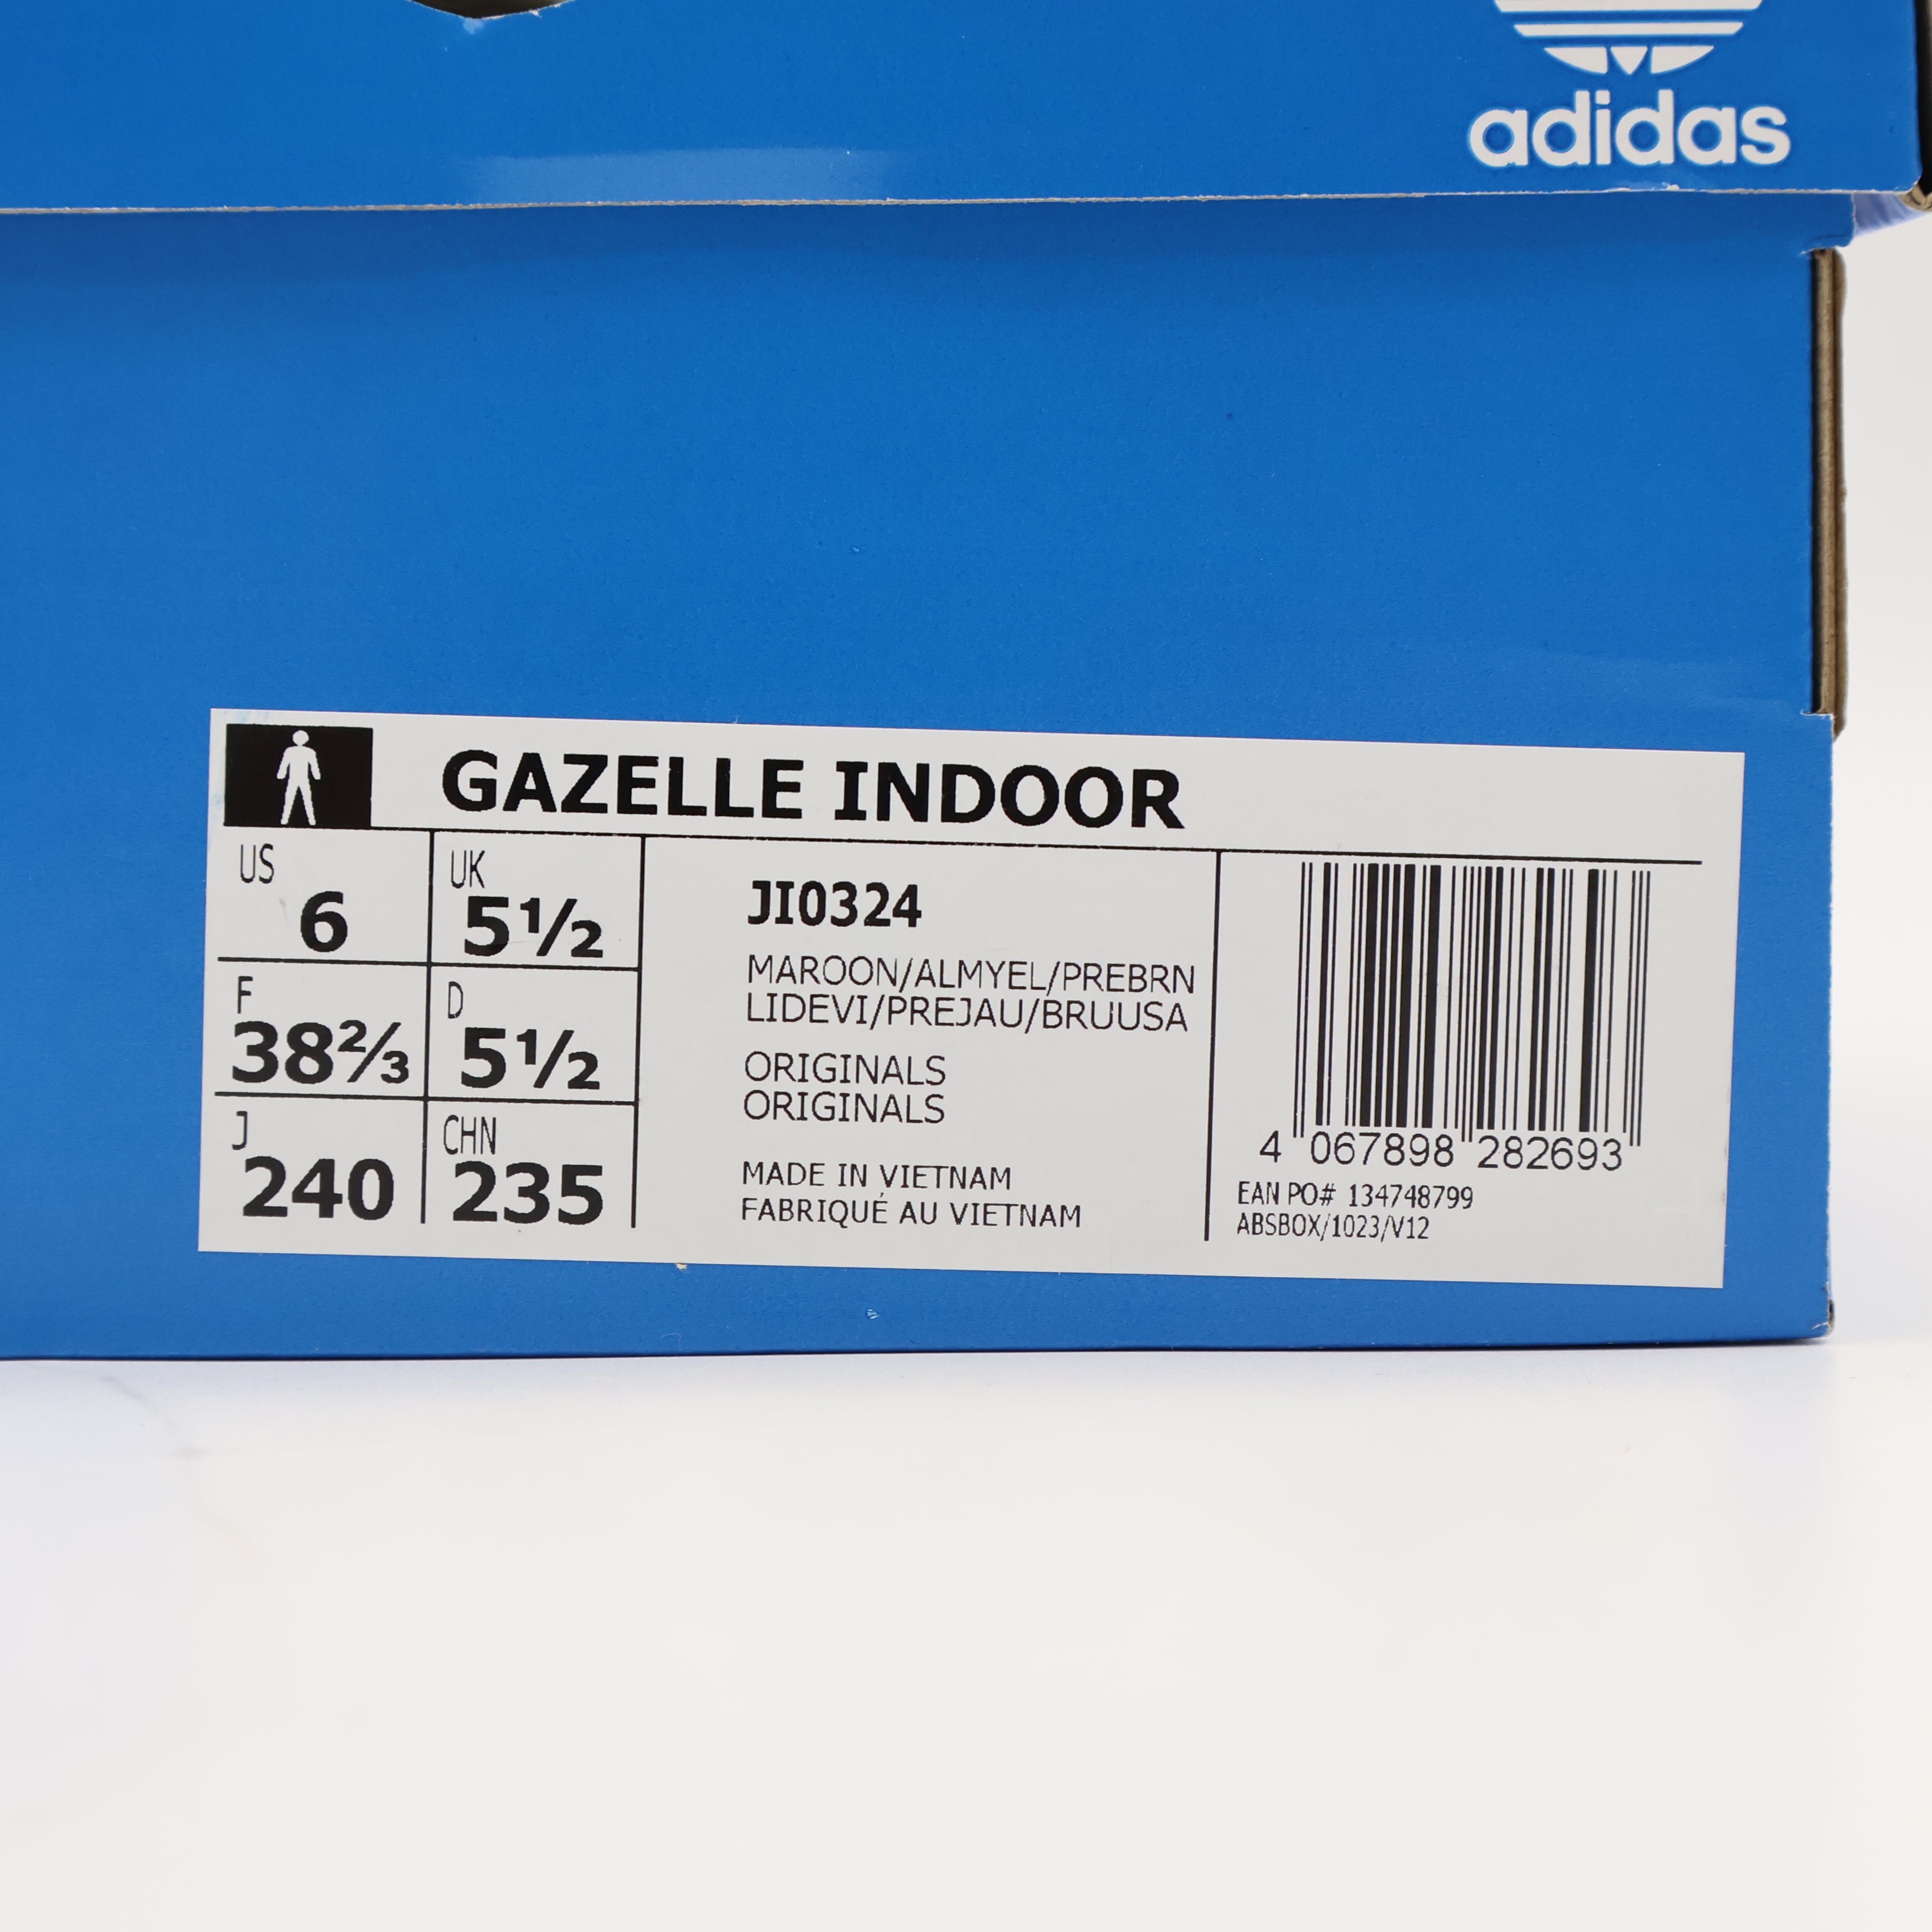 adidas
GAZELLE INDOOR
US
6
UK
5½
F
38⅔
D
5½
J
240
CHN
235
JI0324
MAROON/ALMYEL/PREBRN
LIDEVI/PREJAU/BRUUSA
ORIGINALS
ORIGINALS
MADE IN VIETNAM
FABRIQUÉ AU VIETNAM
4 067898 282693
EAN PO# 134748799
ABSBOX/1023/V12